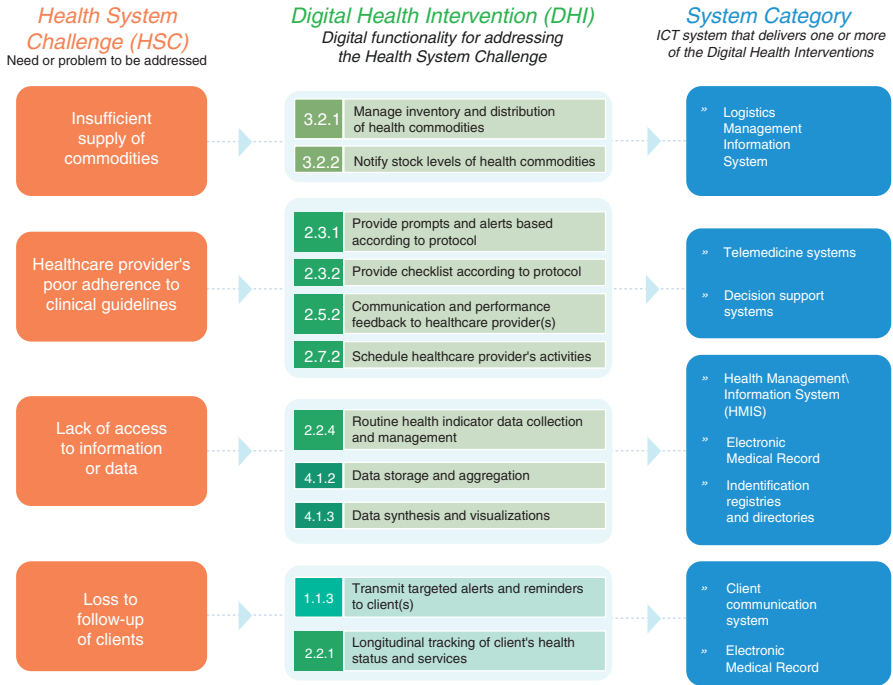 Health System
Challenge (HSC)
Need or problem to be addressed
Digital Health Intervention (DHI)
Digital functionality for addressing
the Health System Challenge
System Category
ICT system that delivers one or more
of the Digital Health Interventions
Insufficient
supply of
commodities
3.2.1
Manage inventory and distribution
of health commodities
3.2.2
Notify stock levels of health commodities
» Logistics
Management
Information
System
Healthcare provider's
poor adherence to
clinical guidelines
2.3.1
Provide prompts and alerts based
according to protocol
2.3.2
Provide checklist according to protocol
2.5.2
Communication and performance
feedback to healthcare provider(s)
2.7.2
Schedule healthcare provider's activities
» Telemedicine systems
» Decision support
systems
Lack of access
to information
or data
2.2.4
Routine health indicator data collection
and management
4.1.2
Data storage and aggregation
4.1.3
Data synthesis and visualizations
» Health Management\
Information System
(HMIS)
» Electronic
Medical Record
» Indentification
registries
and directories
Loss to
follow-up
of clients
1.1.3
Transmit targeted alerts and reminders
to client(s)
2.2.1
Longitudinal tracking of client's health
status and services
» Client
communication
system
» Electronic
Medical Record